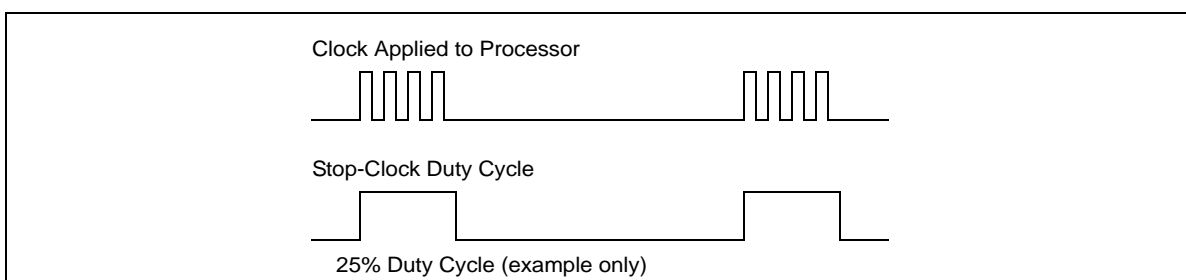 Clock Applied to Processor
Stop-Clock Duty Cycle
25% Duty Cycle (example only)